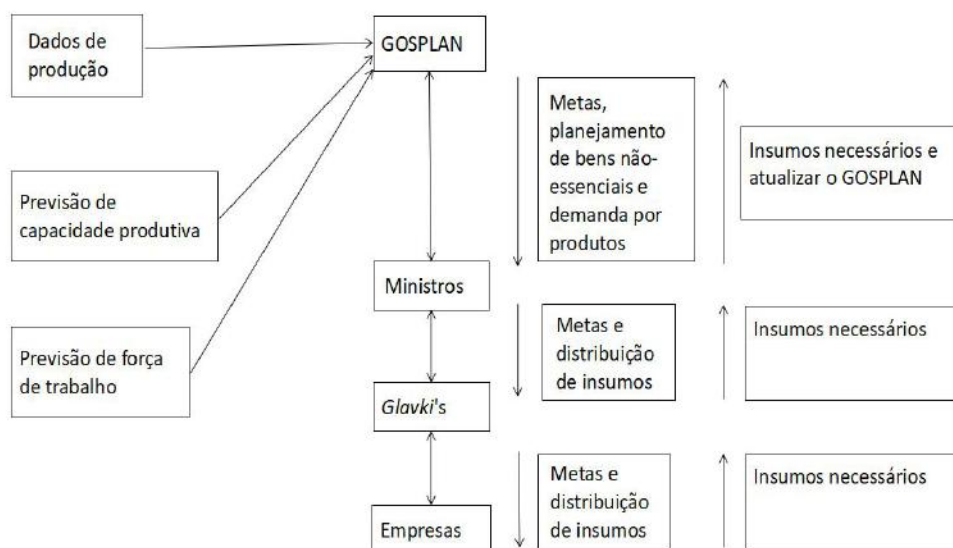 Dados de
produção
GOSPLAN
Metas,
planejamento
de bens não-
essenciais e
demanda por
produtos
Insumos necessários e
atualizar o GOSPLAN
Previsão de
capacidade produtiva
Ministros
Metas e
distribuição
de insumos
Insumos necessários
Previsão de força
de trabalho
Glavki's
Metas e
distribuição
de insumos
Insumos necessários
Empresas